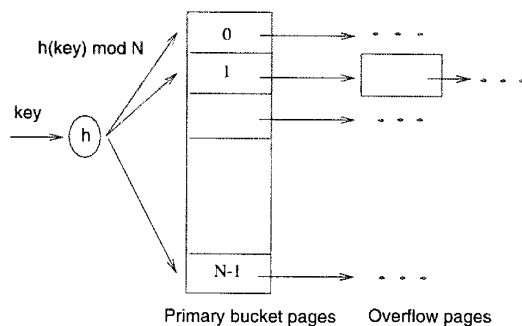 h(key) mod N
key
h
0
1
N-1
Primary bucket pages
Overflow pages